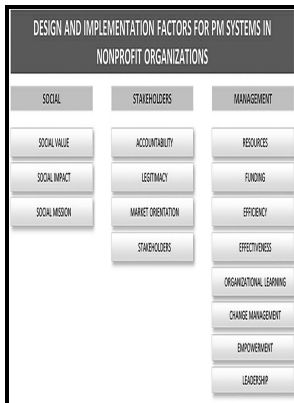 DESIGN AND IMPLEMENTATION FACTORS FOR PM SYSTEMS IN
NONPROFIT ORGANIZATIONS
SOCIAL
SOCIAL VALUE
SOCIAL IMPACT
SOCIAL MISSION
STAKEHOLDERS
ACCOUNTABILITY
LEGITIMACY
MARKET ORIENTATION
STAKEHOLDERS
MANAGEMENT
RESOURCES
FUNDING
EFFICIENCY
EFFECTIVENESS
ORGANIZATIONAL LEARNING
CHANGE MANAGEMENT
EMPOWERMENT
LEADERSHIP